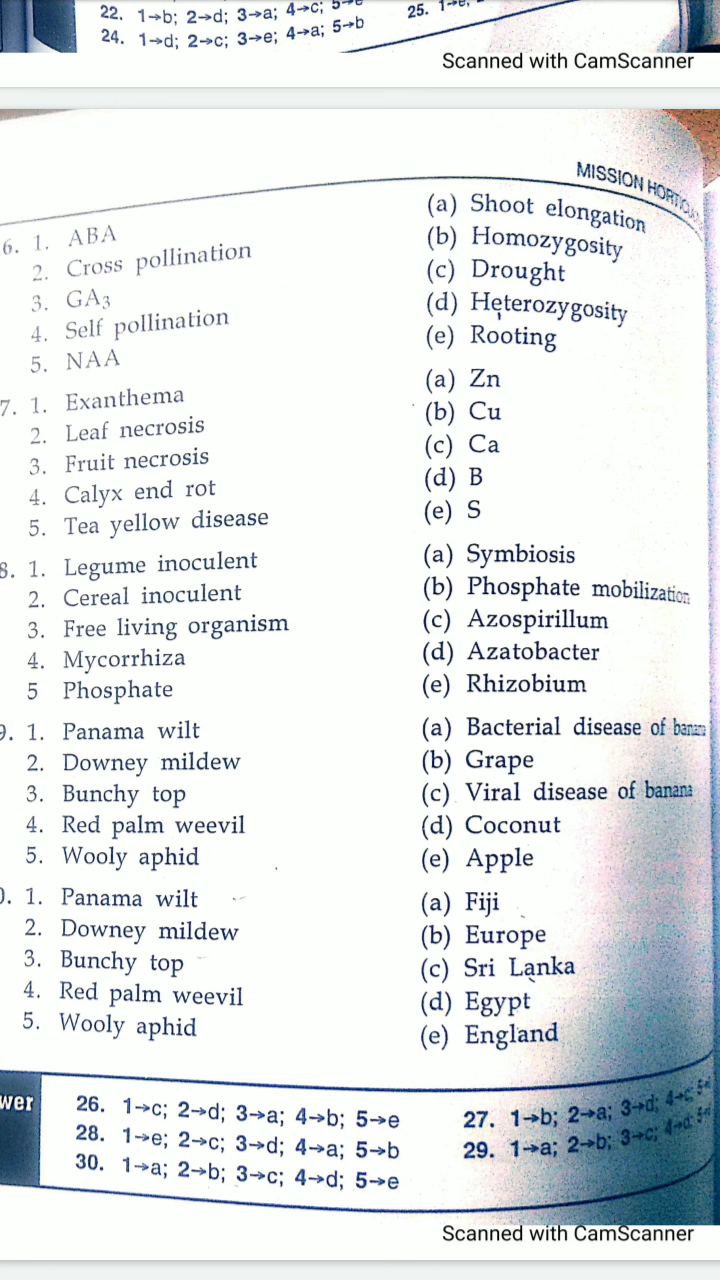 22. 1→b; 2→d; 3→a; 4→c;
25.
24. 1→d; 2→c; 3→e; 4→a; 5→b
Scanned with CamScanner
MISSION
6. 1. ABA (a) Shoot elongation
2. Cross pollination (b) Homozygosity
3. GA3 (c) Drought
4. Self pollination (d) Heterozygosity
5. NAA (e) Rooting
7. 1. Exanthema (a) Zn
2. Leaf necrosis (b) Cu
3. Fruit necrosis (c) Ca
4. Calyx end rot (d) B
5. Tea yellow disease (e) S
8. 1. Legume inoculent (a) Symbiosis
2. Cereal inoculent (b) Phosphate mobilization
3. Free living organism (c) Azospirillum
4. Mycorrhiza (d) Azatobacter
5 Phosphate (e) Rhizobium
9. 1. Panama wilt (a) Bacterial disease of banana
2. Downey mildew (b) Grape
3. Bunchy top (c) Viral disease of banana
4. Red palm weevil (d) Coconut
5. Wooly aphid (e) Apple
0. 1. Panama wilt (a) Fiji
2. Downey mildew (b) Europe
3. Bunchy top (c) Sri Lanka
4. Red palm weevil (d) Egypt
5. Wooly aphid (e) England
wer
26. 1→c; 2→d; 3→a; 4→b; 5→e 27. 1→b; 2→a; 3→d; 4→c;
28. 1→e; 2→c; 3→d; 4→a; 5→b 29. 1→a; 2→b; 3→c; 4→d;
30. 1→a; 2→b; 3→c; 4→d; 5→e
Scanned with CamScanner